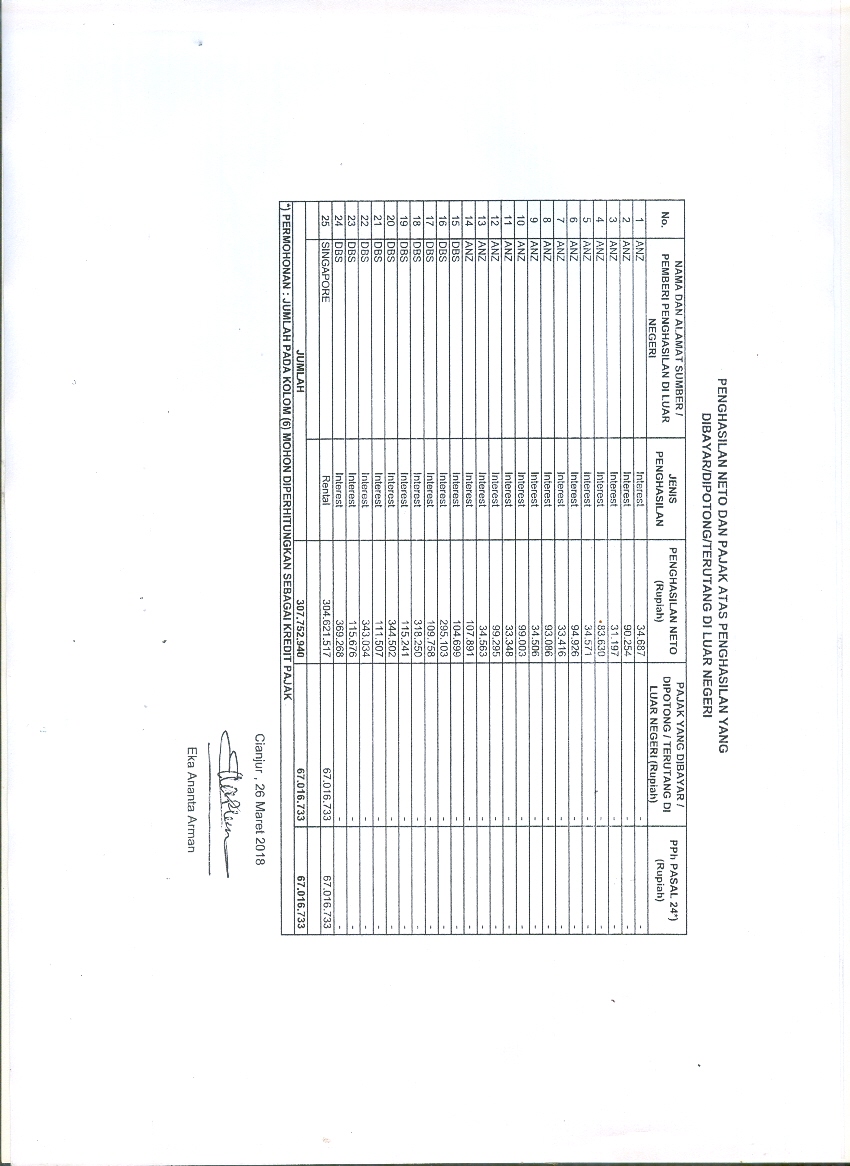 PENGHASILAN NETO DAN PAJAK ATAS PENGHASILAN YANG
DIBAYAR/DIPOTONG/TERUTANG DI LUAR NEGERI
No. NAMA DAN ALAMAT SUMBER / PEMBERI PENGHASILAN DI LUAR NEGERI JENIS PENGHASILAN PENGHASILAN NETO (Rupiah) PAJAK YANG DIBAYAR / DIPOTONG / TERUTANG DI LUAR NEGERI (Rupiah) PPh PASAL 24*) (Rupiah)
1 ANZ Interest 34.687 - -
2 ANZ Interest 90.254 - -
3 ANZ Interest 31.197 - -
4 ANZ Interest 83.630 - -
5 ANZ Interest 34.571 - -
6 ANZ Interest 94.926 - -
7 ANZ Interest 33.416 - -
8 ANZ Interest 93.086 - -
9 ANZ Interest 34.506 - -
10 ANZ Interest 99.003 - -
11 ANZ Interest 33.348 - -
12 ANZ Interest 99.295 - -
13 ANZ Interest 34.563 - -
14 ANZ Interest 107.891 - -
15 DBS Interest 104.699 - -
16 DBS Interest 295.103 - -
17 DBS Interest 109.758 - -
18 DBS Interest 318.250 - -
19 DBS Interest 115.241 - -
20 DBS Interest 344.502 - -
21 DBS Interest 111.507 - -
22 DBS Interest 343.034 - -
23 DBS Interest 115.676 - -
24 DBS Interest 369.268 - -
25 SINGAPORE Rental 304.621.517 67.016.733 67.016.733
JUMLAH 307.752.940 67.016.733 67.016.733
*) PERMOHONAN : JUMLAH PADA KOLOM (6) MOHON DIPERHITUNGKAN SEBAGAI KREDIT PAJAK
Cianjur , 26 Maret 2018
Eka Ananta Arman